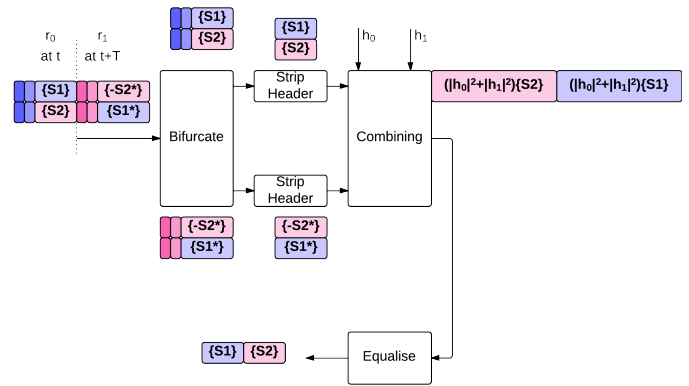 r₀ r₁
at t at t+T
{S1}
{S2}
{S1} {-S2*}
{S2} {S1*}
{S1}
{S2}
h₀ h₁
Strip
Header
Bifurcate
Combining
(|h₀|²+|h₁|²){S2} (|h₀|²+|h₁|²){S1}
Strip
Header
{-S2*}
{S1*}
{-S2*}
{S1*}
{S1} {S2}
Equalise